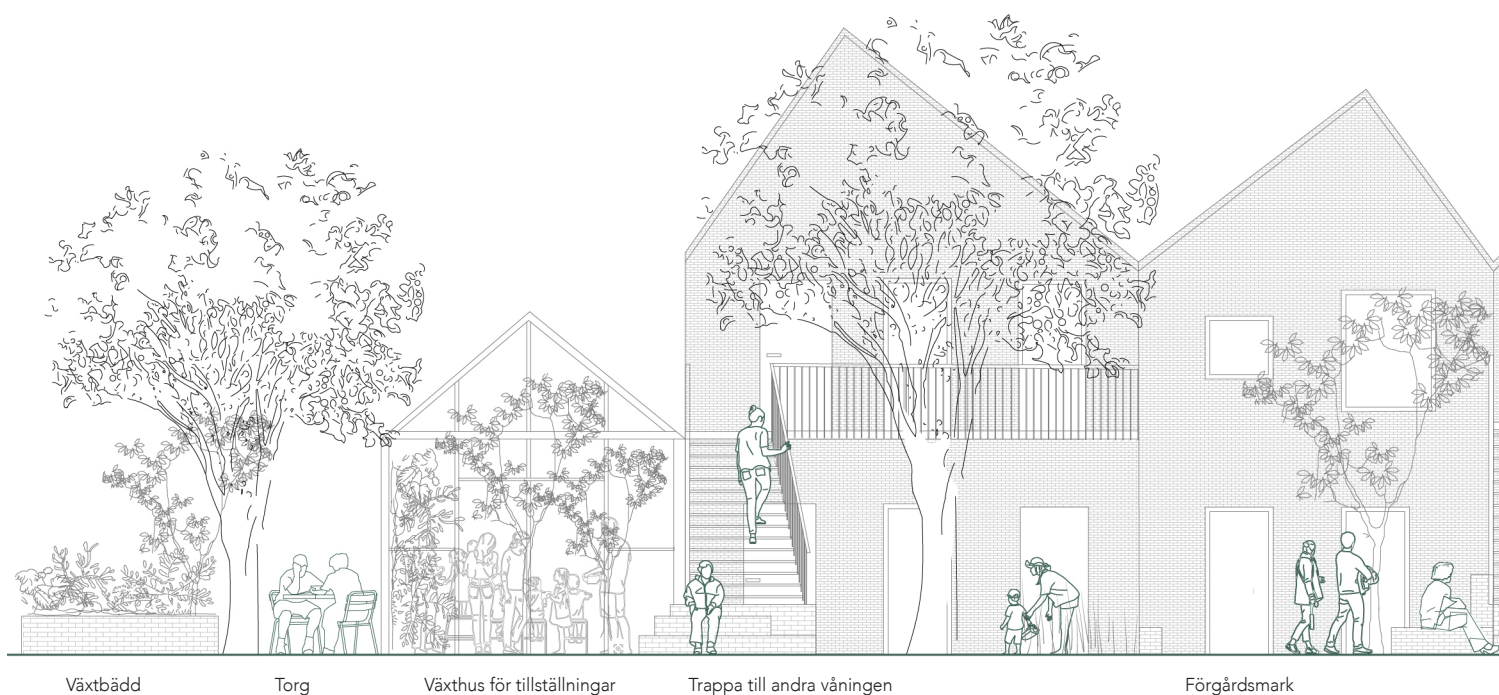 Växtbädd
Torg
Växthus för tillställningar
Trappa till andra våningen
Förgårdsmark